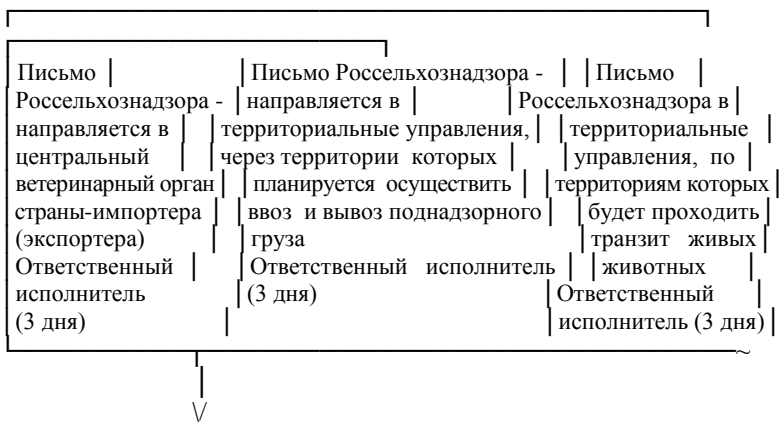 Письмо Письмо Россельхознадзора - Письмо
Россельхознадзора - направляется в Россельхознадзора в
направляется в территориальные управления, территориальные
центральный через территории которых управления, по
ветеринарный орган планируется осуществить территориям которых
страны-импортера ввоз и вывоз поднадзорного будет проходить
(экспортера) груза транзит живых
Ответственный Ответственный исполнитель животных
исполнитель (3 дня) Ответственный
(3 дня) исполнитель (3 дня)